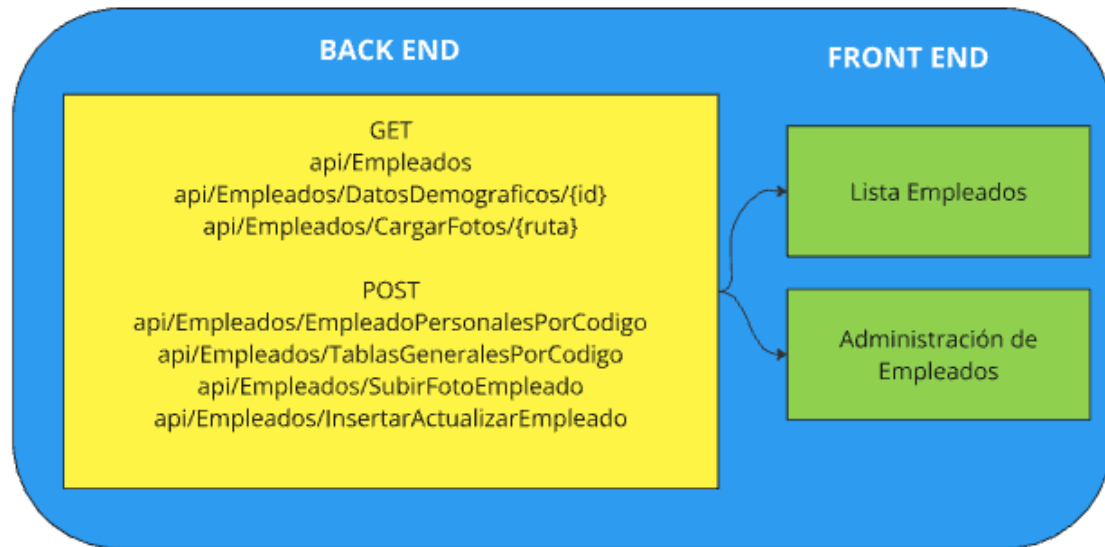 BACK END
GET
api/Empleados
api/Empleados/DatosDemograficos/{id}
api/Empleados/CargarFotos/{ruta}
POST
api/Empleados/EmpleadoPersonalesPorCodigo
api/Empleados/TablasGeneralesPorCodigo
api/Empleados/SubirFotoEmpleado
api/Empleados/InsertarActualizarEmpleado
FRONT END
Lista Empleados
Administración de
Empleados